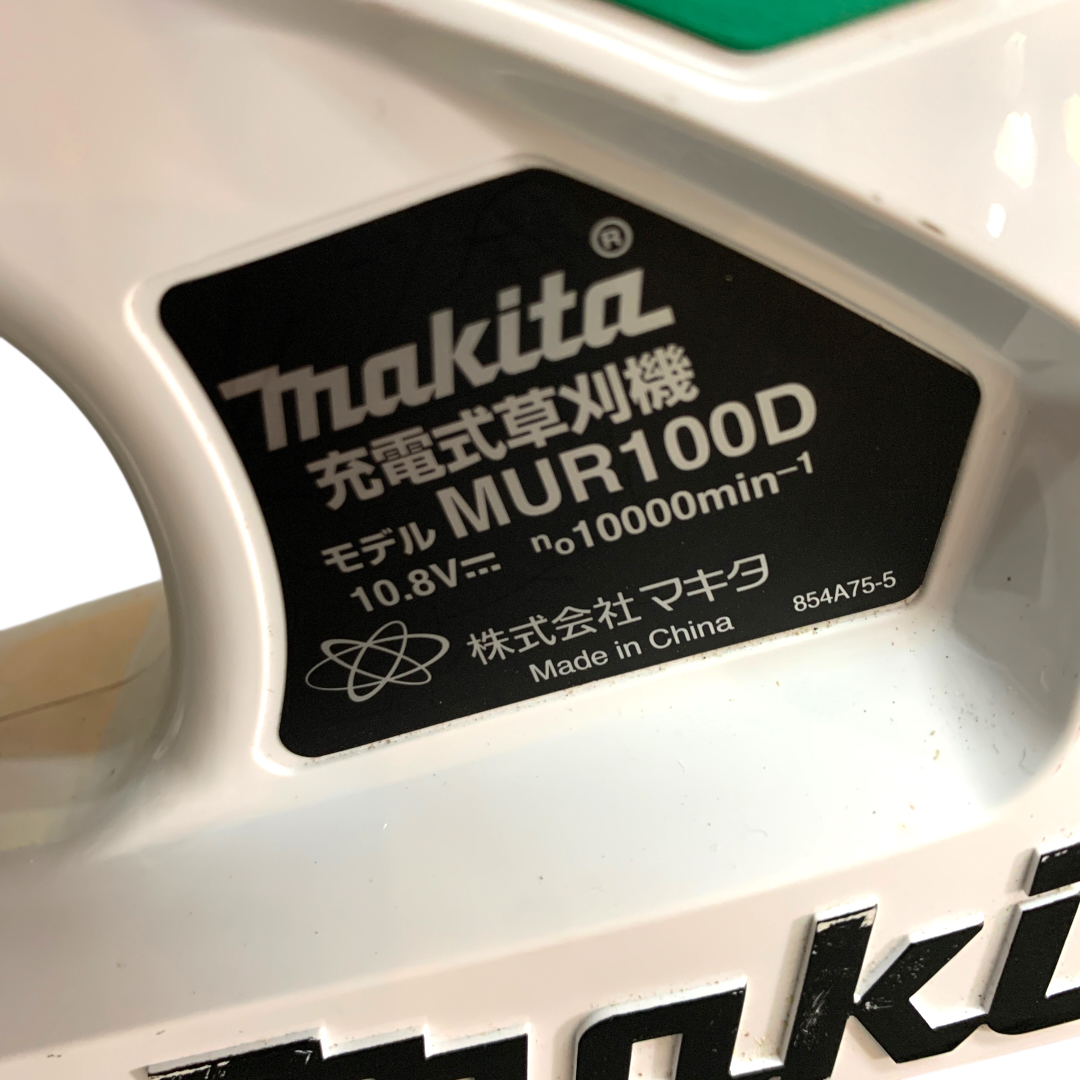 makita®
充電式草刈機
モデル MUR100D
10.8V⎓ n₀10000min⁻¹
株式会社 マキタ 854A75-5
Made in China
maki